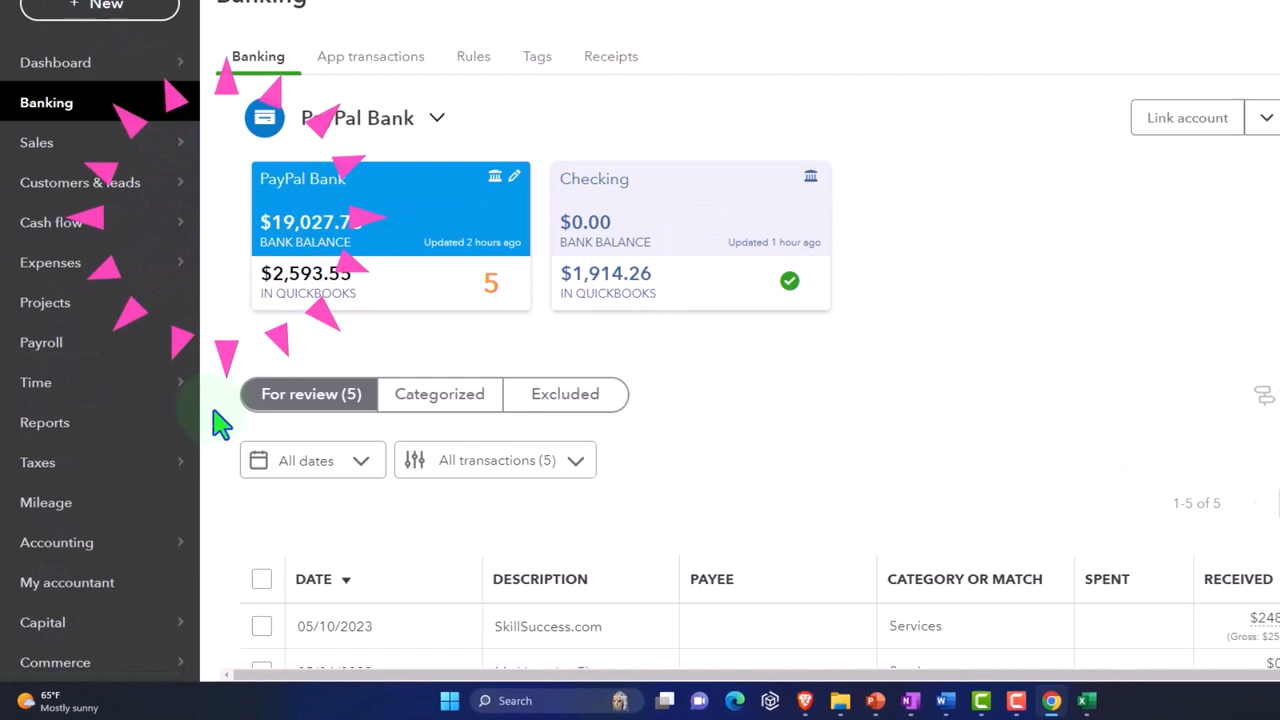 + New
Banking
Dashboard
Banking
Sales
Customers & leads
Cash flow
Expenses
Projects
Payroll
Time
Reports
Taxes
Mileage
Accounting
My accountant
Capital
Commerce
Banking App transactions Rules Tags Receipts
PayPal Bank
Link account
PayPal Bank
$19,027.7
BANK BALANCE Updated 2 hours ago
$2,593.55
IN QUICKBOOKS
5
Checking
$0.00
BANK BALANCE Updated 1 hour ago
$1,914.26
IN QUICKBOOKS
For review (5) Categorized Excluded
All dates All transactions (5)
1-5 of 5
DATE DESCRIPTION PAYEE CATEGORY OR MATCH SPENT RECEIVED
05/10/2023 SkillSuccess.com Services $248
(Gross: $25
65°F
Mostly sunny
Search